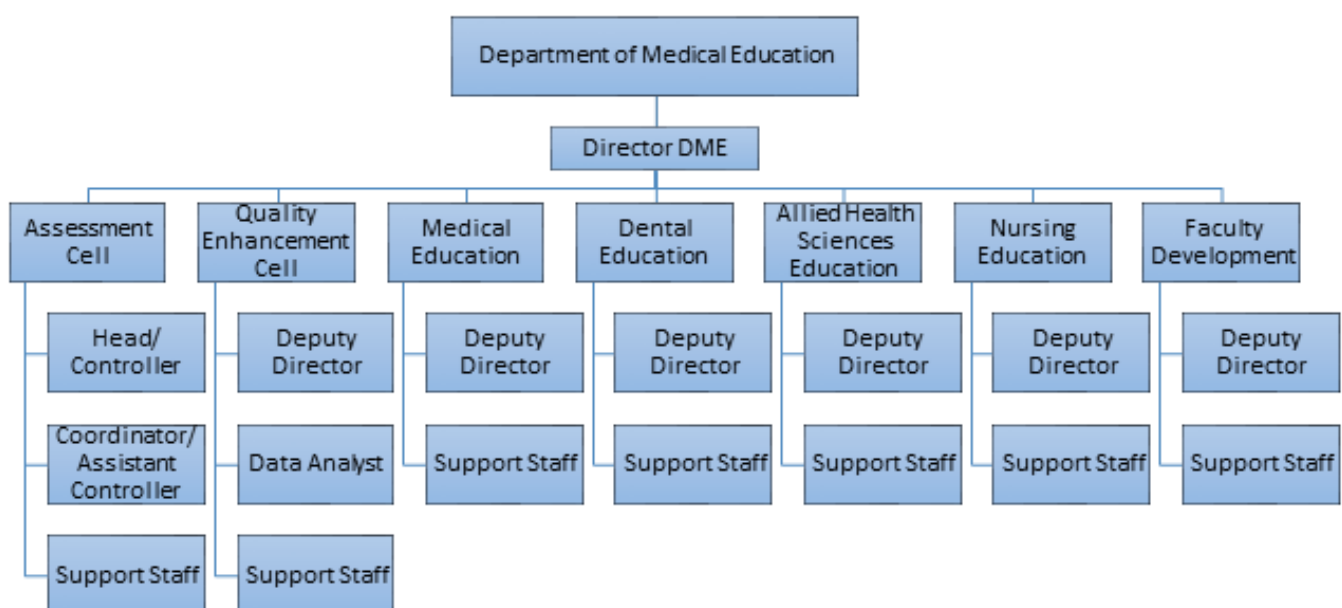 Department of Medical Education
Director DME
Assessment
Cell
Quality
Enhancement
Cell
Medical
Education
Dental
Education
Allied Health
Sciences
Education
Nursing
Education
Faculty
Development
Head/
Controller
Deputy
Director
Deputy
Director
Deputy
Director
Deputy
Director
Deputy
Director
Deputy
Director
Coordinator/
Assistant
Controller
Data Analyst
Support Staff
Support Staff
Support Staff
Support Staff
Support Staff
Support Staff
Support Staff